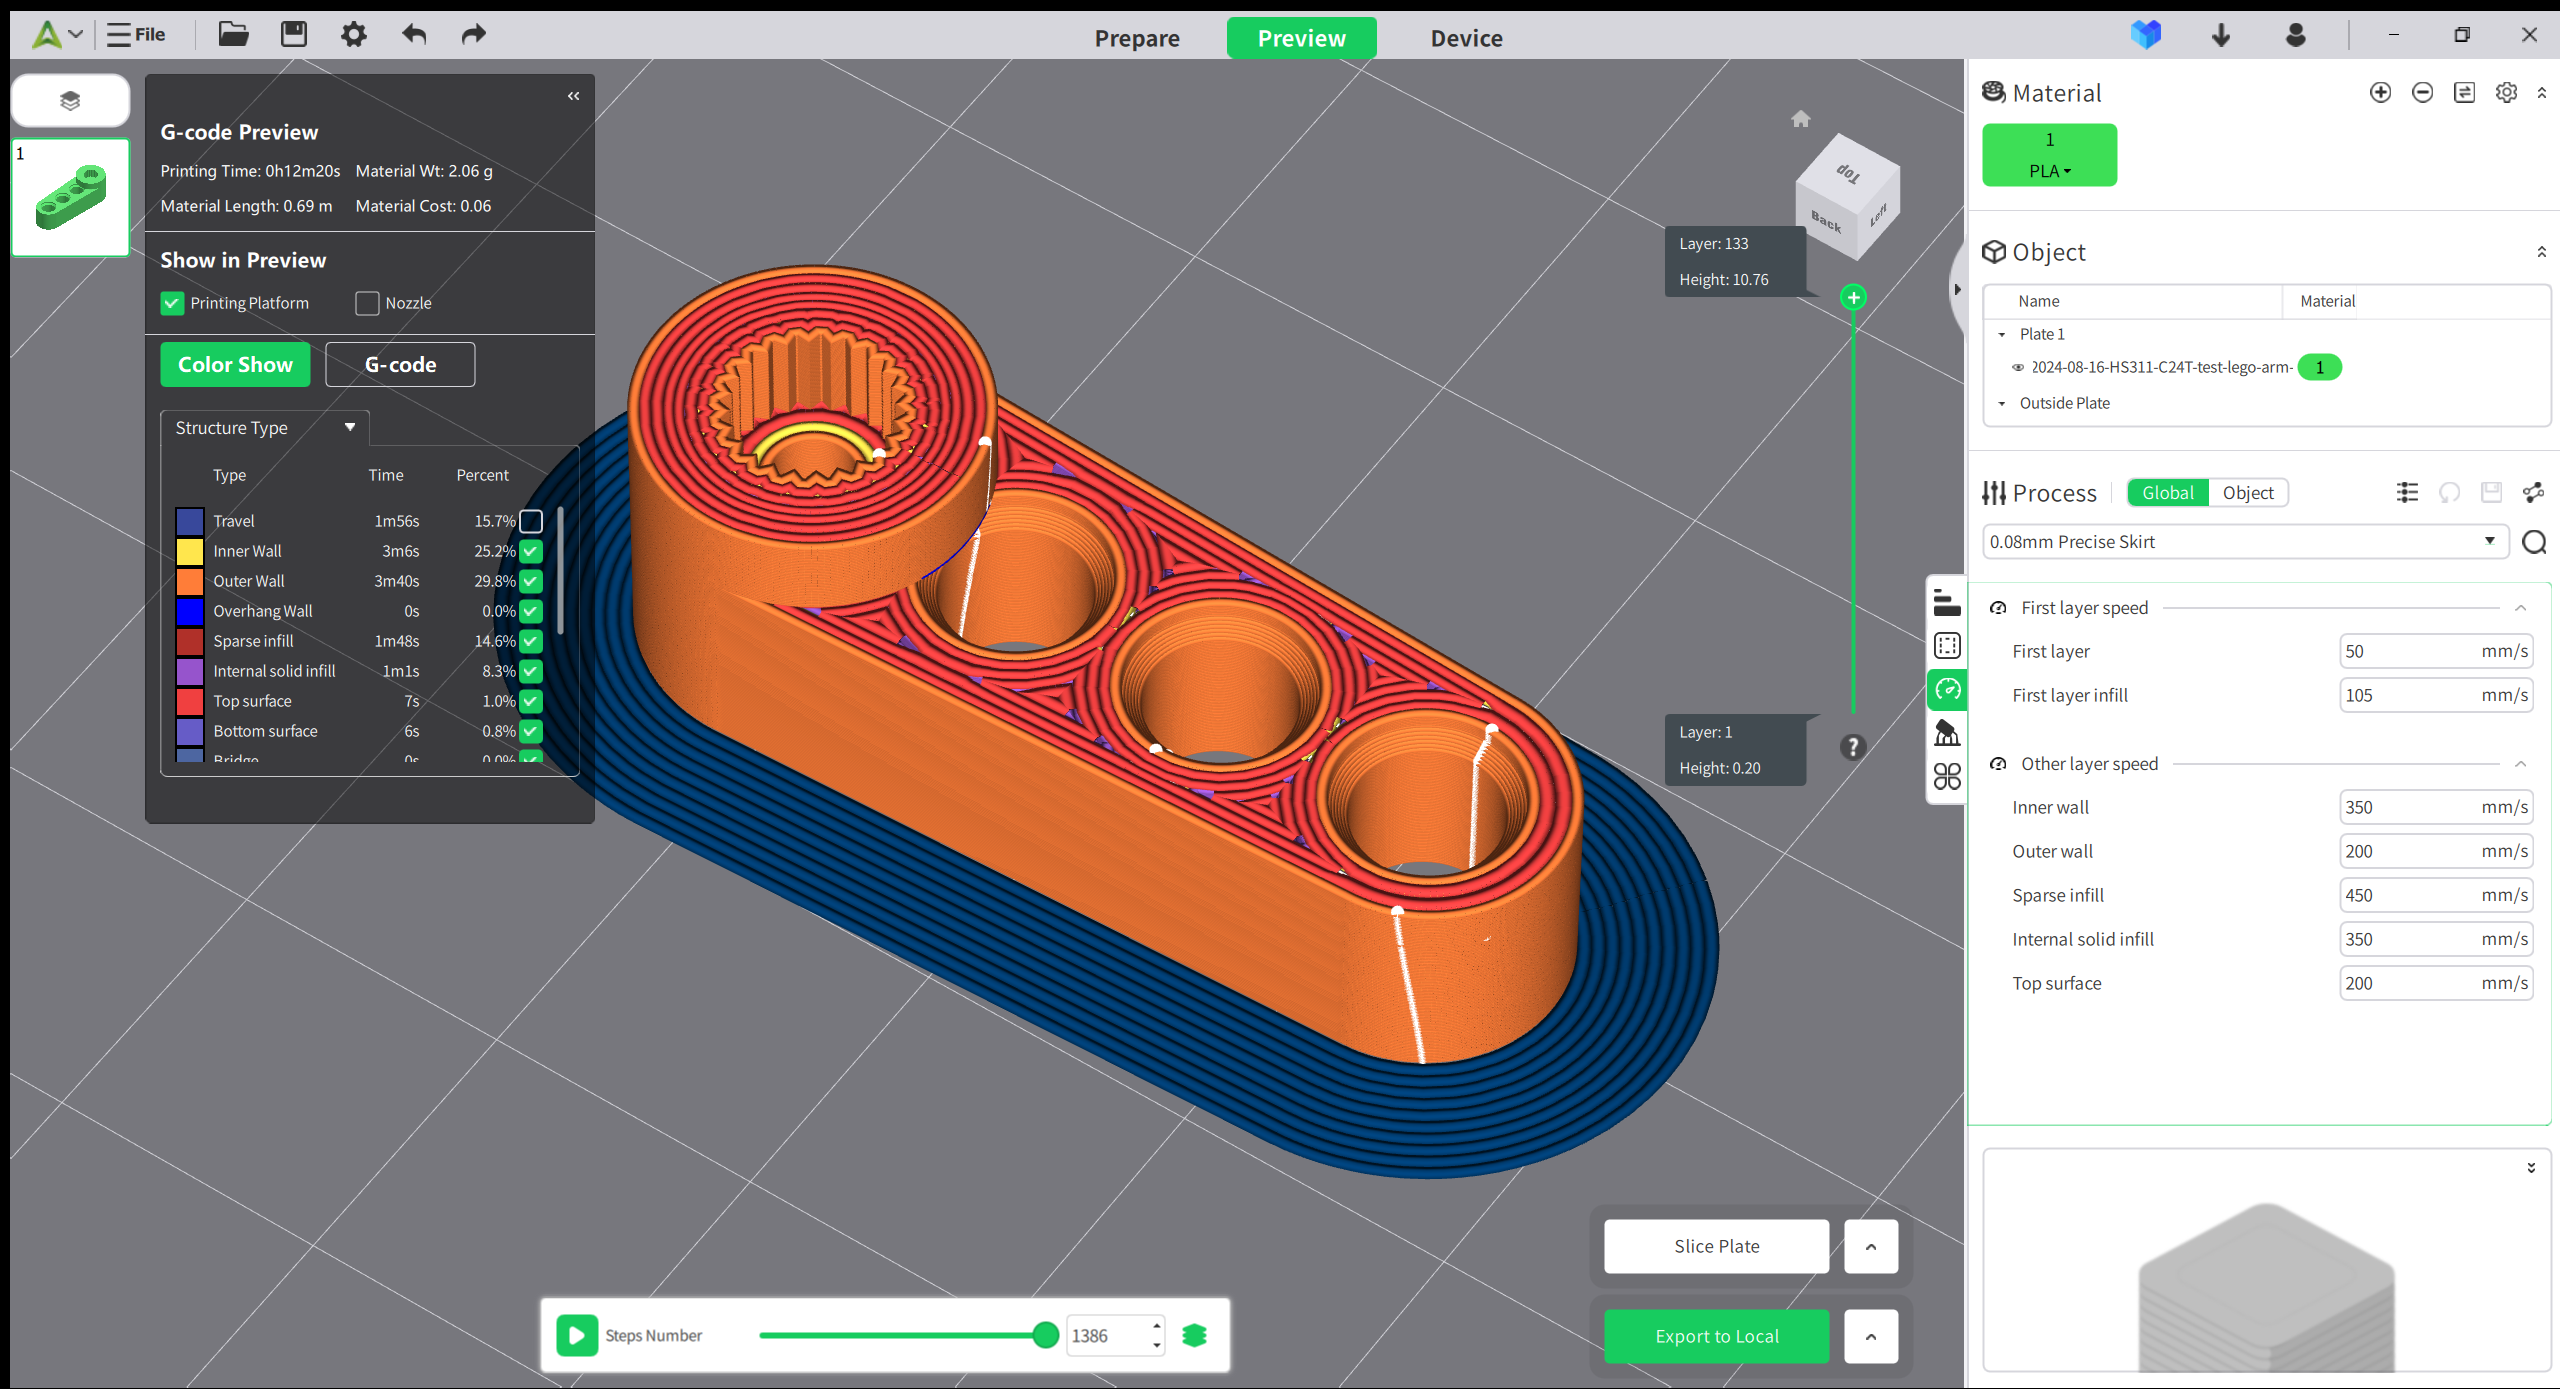 File
Prepare
Preview
Device
1
G-code Preview
Printing Time: 0h12m20s Material Wt: 2.06 g
Material Length: 0.69 m Material Cost: 0.06
Show in Preview
Printing Platform Nozzle
Color Show G-code
Structure Type
Type Time Percent
Travel 1m56s 15.7%
Inner Wall 3m6s 25.2%
Outer Wall 3m40s 29.8%
Overhang Wall 0s 0.0%
Sparse infill 1m48s 14.6%
Internal solid infill 1m1s 8.3%
Top surface 7s 1.0%
Bottom surface 6s 0.8%
Bridge 0s 0.0%
Top
Back
Left
Layer: 133
Height: 10.76
Layer: 1
Height: 0.20
?
Slice Plate
Export to Local
Steps Number 1386
Material
1
PLA
Object
Name Material
Plate 1
2024-08-16-HS311-C24T-test-lego-arm- 1
Outside Plate
Process Global Object
0.08mm Precise Skirt
First layer speed
First layer 50 mm/s
First layer infill 105 mm/s
Other layer speed
Inner wall 350 mm/s
Outer wall 200 mm/s
Sparse infill 450 mm/s
Internal solid infill 350 mm/s
Top surface 200 mm/s